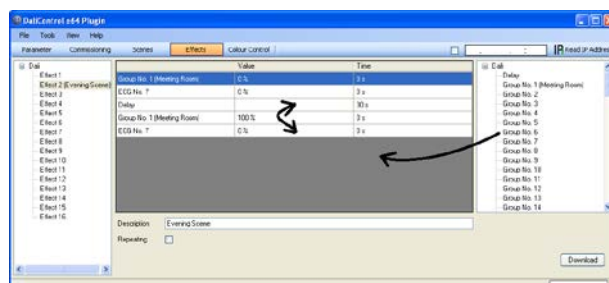 DaliControl e64 Plugin
File Tools View Help
Parameter Commissioning Scenes Effects Colour Control
Read IP Address
Dali
Effect 1
Effect 2 (Evening Scene)
Effect 3
Effect 4
Effect 5
Effect 6
Effect 7
Effect 8
Effect 9
Effect 10
Effect 11
Effect 12
Effect 13
Effect 14
Effect 15
Effect 16
Value Time
Group No. 1 (Meeting Room) 0 % 3 s
ECG No. 7 0 % 3 s
Delay 30 s
Group No. 1 (Meeting Room) 100 % 3 s
ECG No. 7 0 % 3 s
Description Evening Scene
Repeating
Dali
Delay
Group No. 1 (Meeting Room)
Group No. 2
Group No. 3
Group No. 4
Group No. 5
Group No. 6
Group No. 7
Group No. 8
Group No. 9
Group No. 10
Group No. 11
Group No. 12
Group No. 13
Group No. 14
Download